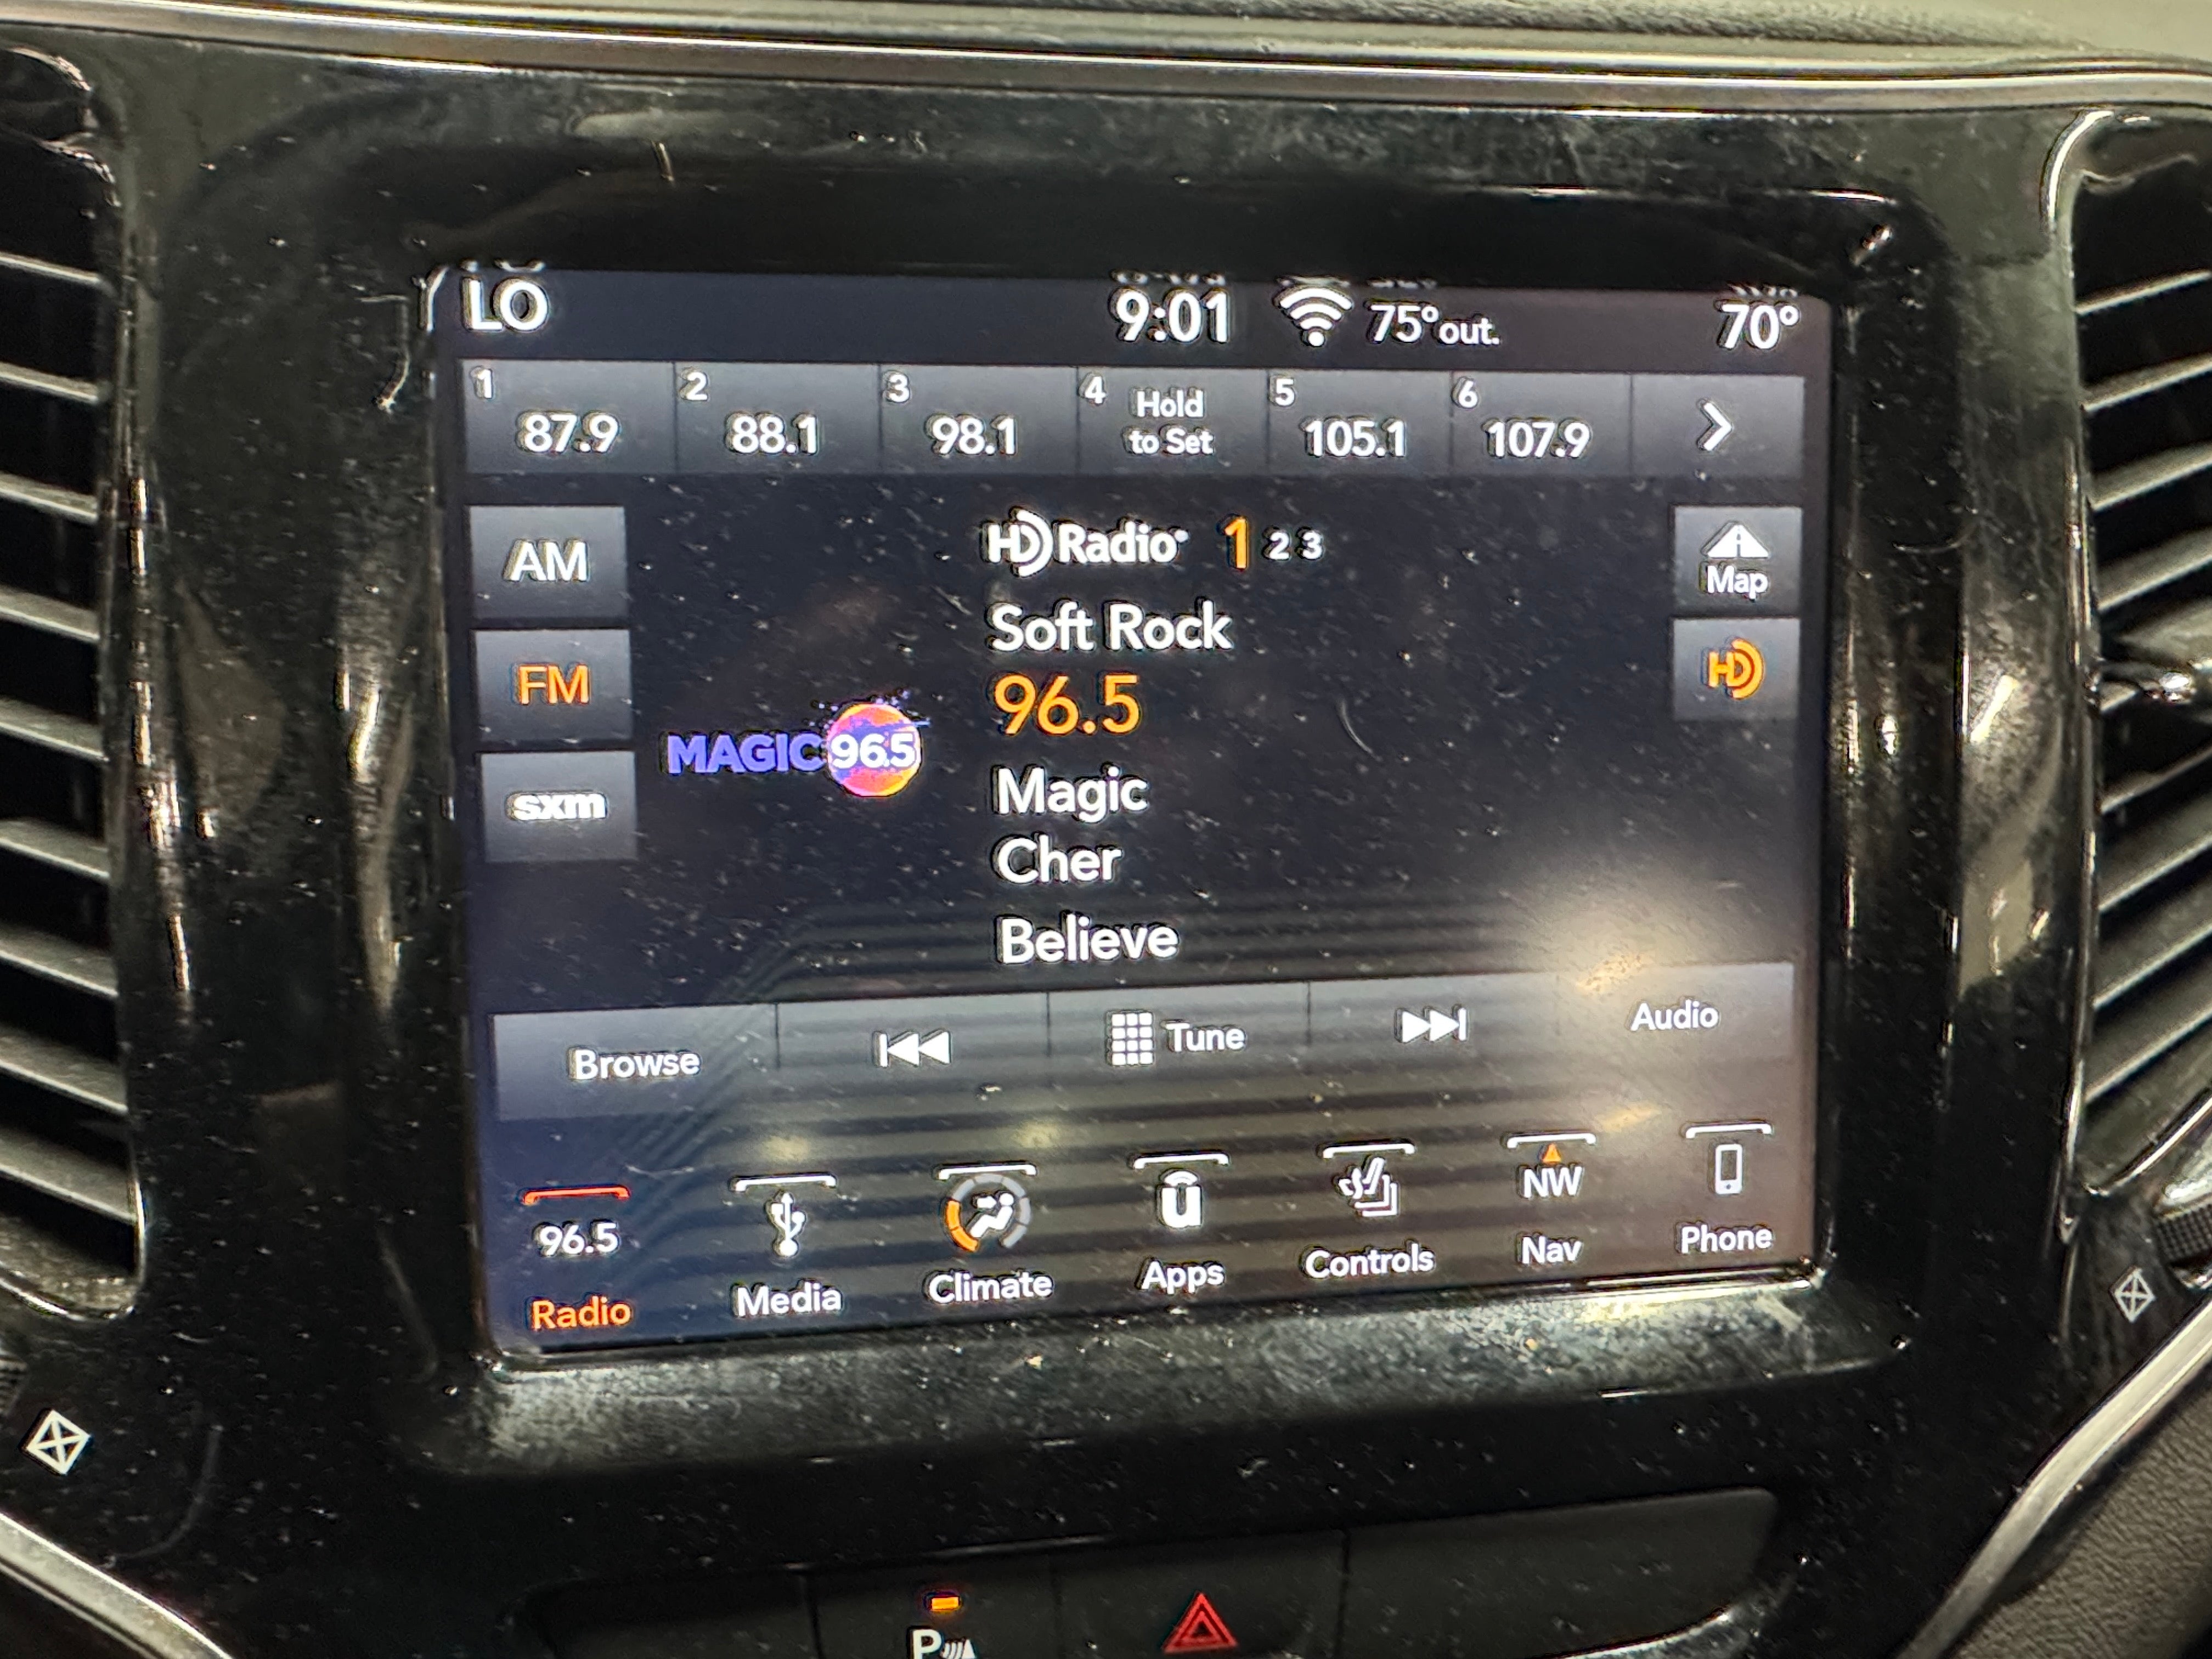 LO 9:01 75°out. 70°
1 2 3 4 Hold 5 6
87.9 88.1 98.1 to Set 105.1 107.9
AM
FM
sxm
MAGIC 96.5
HD Radio 1 2 3
Soft Rock
96.5
Magic
Cher
Believe
Map
HD
Browse Tune Audio
96.5 u NW
Radio Media Climate Apps Controls Nav Phone
P